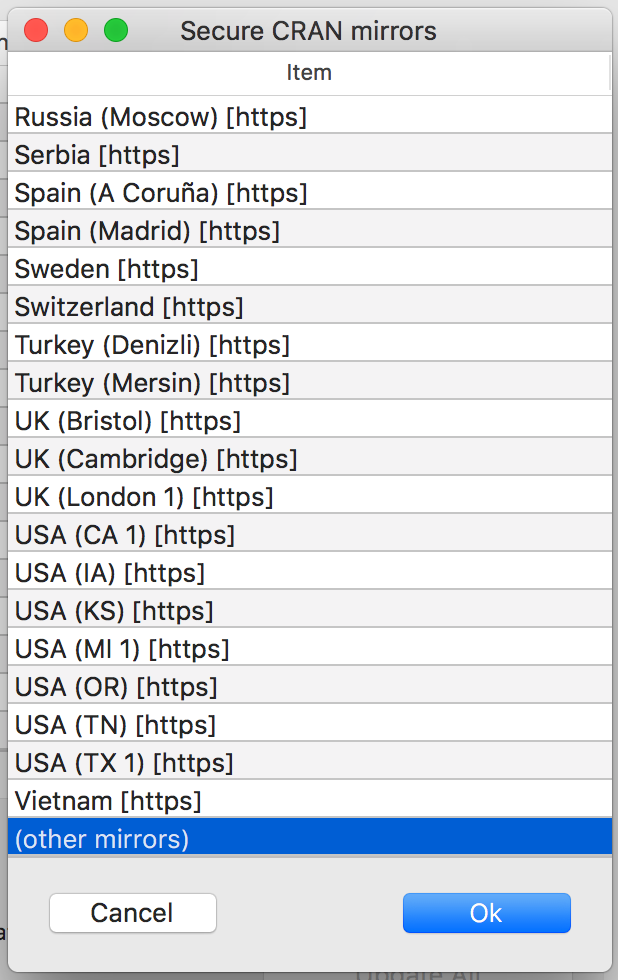 Secure CRAN mirrors
Item
Russia (Moscow) [https]
Serbia [https]
Spain (A Coruña) [https]
Spain (Madrid) [https]
Sweden [https]
Switzerland [https]
Turkey (Denizli) [https]
Turkey (Mersin) [https]
UK (Bristol) [https]
UK (Cambridge) [https]
UK (London 1) [https]
USA (CA 1) [https]
USA (IA) [https]
USA (KS) [https]
USA (MI 1) [https]
USA (OR) [https]
USA (TN) [https]
USA (TX 1) [https]
Vietnam [https]
(other mirrors)
Cancel Ok
Update All